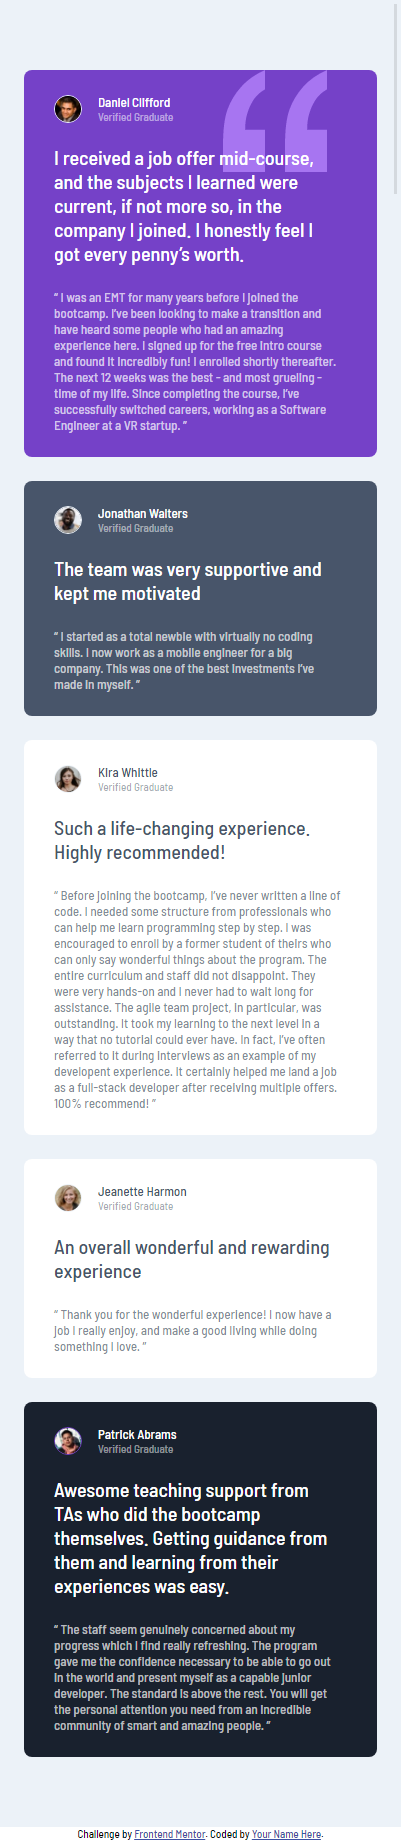 Daniel Clifford
Verified Graduate
I received a job offer mid-course,
and the subjects I learned were
current, if not more so, in the
company I joined. I honestly feel I
got every penny’s worth.
“ I was an EMT for many years before I joined the
bootcamp. I’ve been looking to make a transition and
have heard some people who had an amazing
experience here. I signed up for the free intro course
and found it incredibly fun! I enrolled shortly thereafter.
The next 12 weeks was the best - and most grueling -
time of my life. Since completing the course, I’ve
successfully switched careers, working as a Software
Engineer at a VR startup. ”
Jonathan Walters
Verified Graduate
The team was very supportive and
kept me motivated
“ I started as a total newbie with virtually no coding
skills. I now work as a mobile engineer for a big
company. This was one of the best investments I’ve
made in myself. ”
Kira Whittle
Verified Graduate
Such a life-changing experience.
Highly recommended!
“ Before joining the bootcamp, I’ve never written a line of
code. I needed some structure from professionals who
can help me learn programming step by step. I was
encouraged to enroll by a former student of theirs who
can only say wonderful things about the program. The
entire curriculum and staff did not disappoint. They
were very hands-on and I never had to wait long for
assistance. The agile team project, in particular, was
outstanding. It took my learning to the next level in a
way that no tutorial could ever have. In fact, I’ve often
referred to it during interviews as an example of my
developent experience. It certainly helped me land a job
as a full-stack developer after receiving multiple offers.
100% recommend! ”
Jeanette Harmon
Verified Graduate
An overall wonderful and rewarding
experience
“ Thank you for the wonderful experience! I now have a
job I really enjoy, and make a good living while doing
something I love. ”
Patrick Abrams
Verified Graduate
Awesome teaching support from
TAs who did the bootcamp
themselves. Getting guidance from
them and learning from their
experiences was easy.
“ The staff seem genuinely concerned about my
progress which I find really refreshing. The program
gave me the confidence necessary to be able to go out
in the world and present myself as a capable junior
developer. The standard is above the rest. You will get
the personal attention you need from an incredible
community of smart and amazing people. ”
Challenge by Frontend Mentor. Coded by Your Name Here.